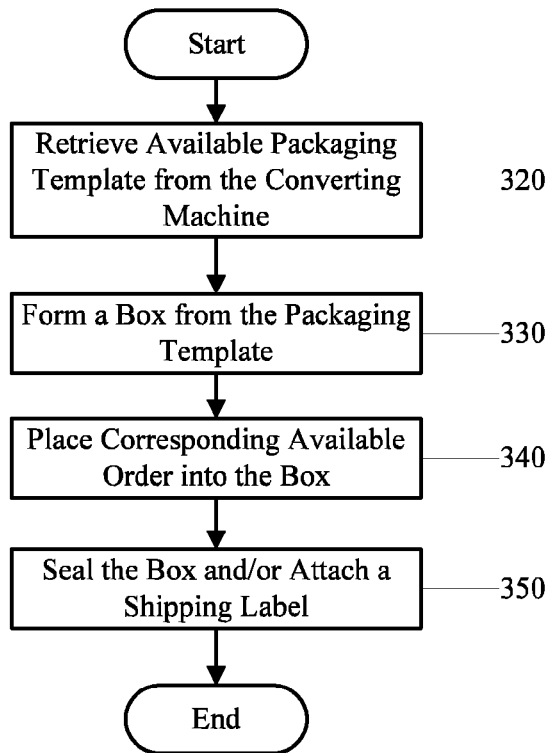 Start
Retrieve Available Packaging
Template from the Converting
Machine
320
Form a Box from the Packaging
Template
330
Place Corresponding Available
Order into the Box
340
Seal the Box and/or Attach a
Shipping Label
350
End